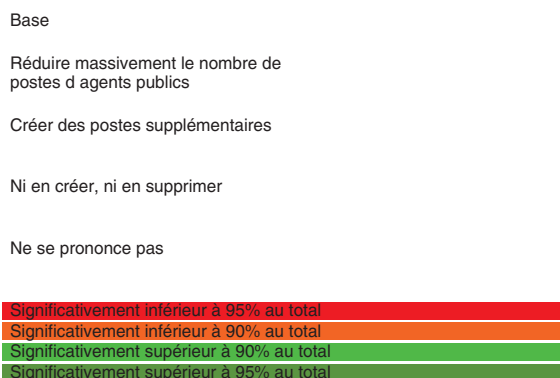 Base
Réduire massivement le nombre de
postes d agents publics
Créer des postes supplémentaires
Ni en créer, ni en supprimer
Ne se prononce pas
Significativement inférieur à 95% au total
Significativement inférieur à 90% au total
Significativement supérieur à 90% au total
Significativement supérieur à 95% au total